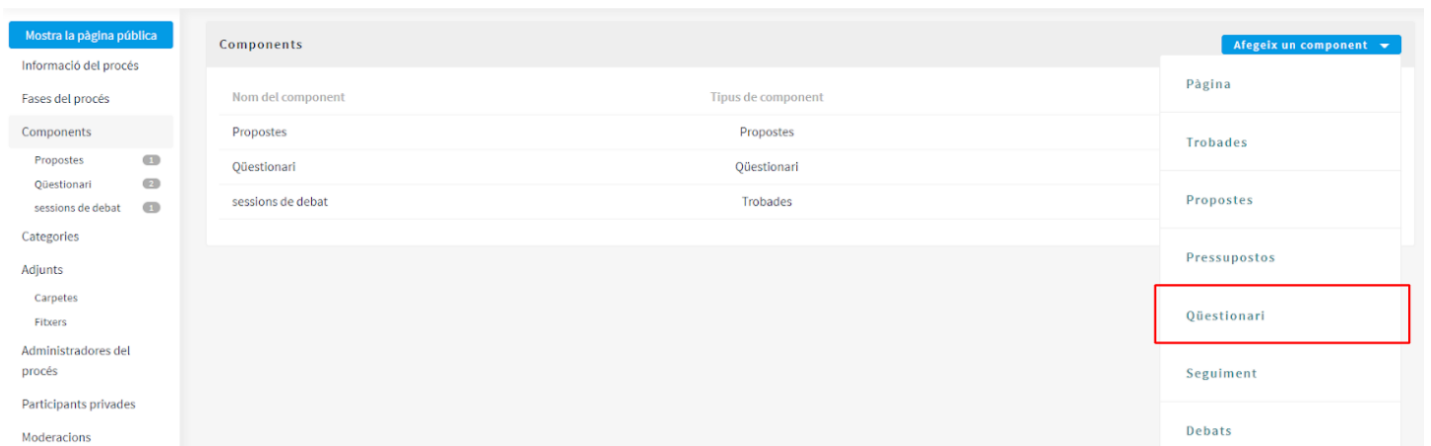 Mostra la pàgina pública
Informació del procés
Fases del procés
Components
Propostes 1
Qüestionari 2
sessions de debat 1
Categories
Adjunts
Carpetes
Fitxers
Administradores del
procés
Participants privades
Moderacions
Components
Afegeix un component
Nom del component Tipus de component
Propostes Propostes
Qüestionari Qüestionari
sessions de debat Trobades
Pàgina
Trobades
Propostes
Pressupostos
Qüestionari
Seguiment
Debats